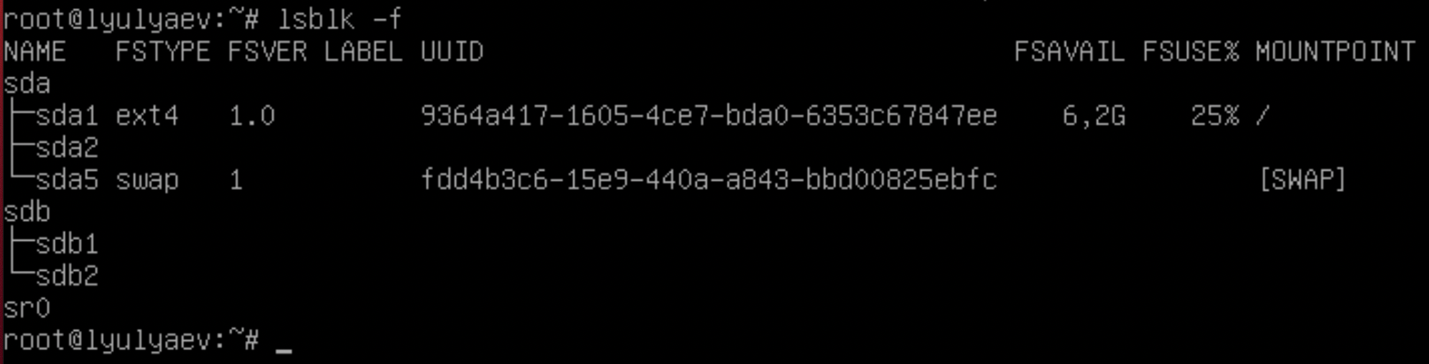 root@lyulyaev:~# lsblk -f
NAME   FSTYPE FSVER LABEL UUID                                 FSAVAIL FSUSE% MOUNTPOINT
sda
├─sda1 ext4   1.0         9364a417-1605-4ce7-bda0-6353c67847ee    6,2G    25% /
├─sda2
└─sda5 swap   1           fdd4b3c6-15e9-440a-a843-bbd00825ebfc                [SWAP]
sdb
├─sdb1
└─sdb2
sr0
root@lyulyaev:~# _